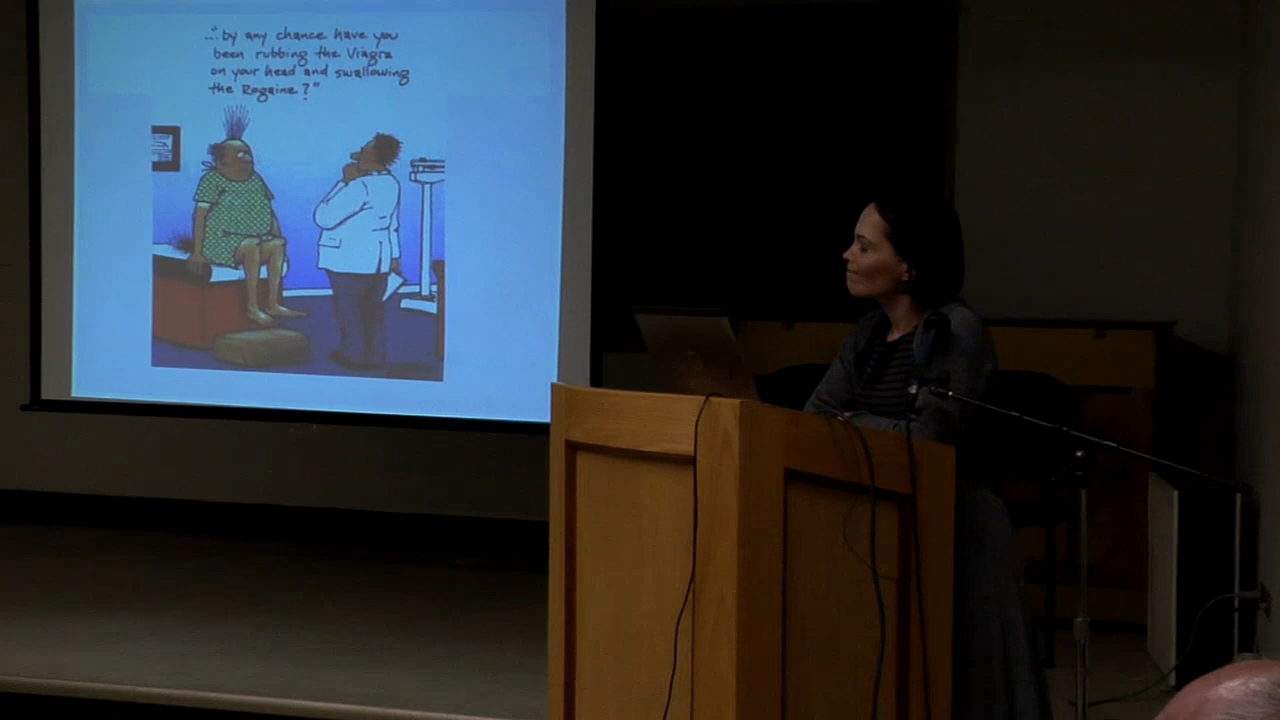 ..."by any chance have you
been rubbing the Viagra
on your head and swallowing
the Rogaine?"